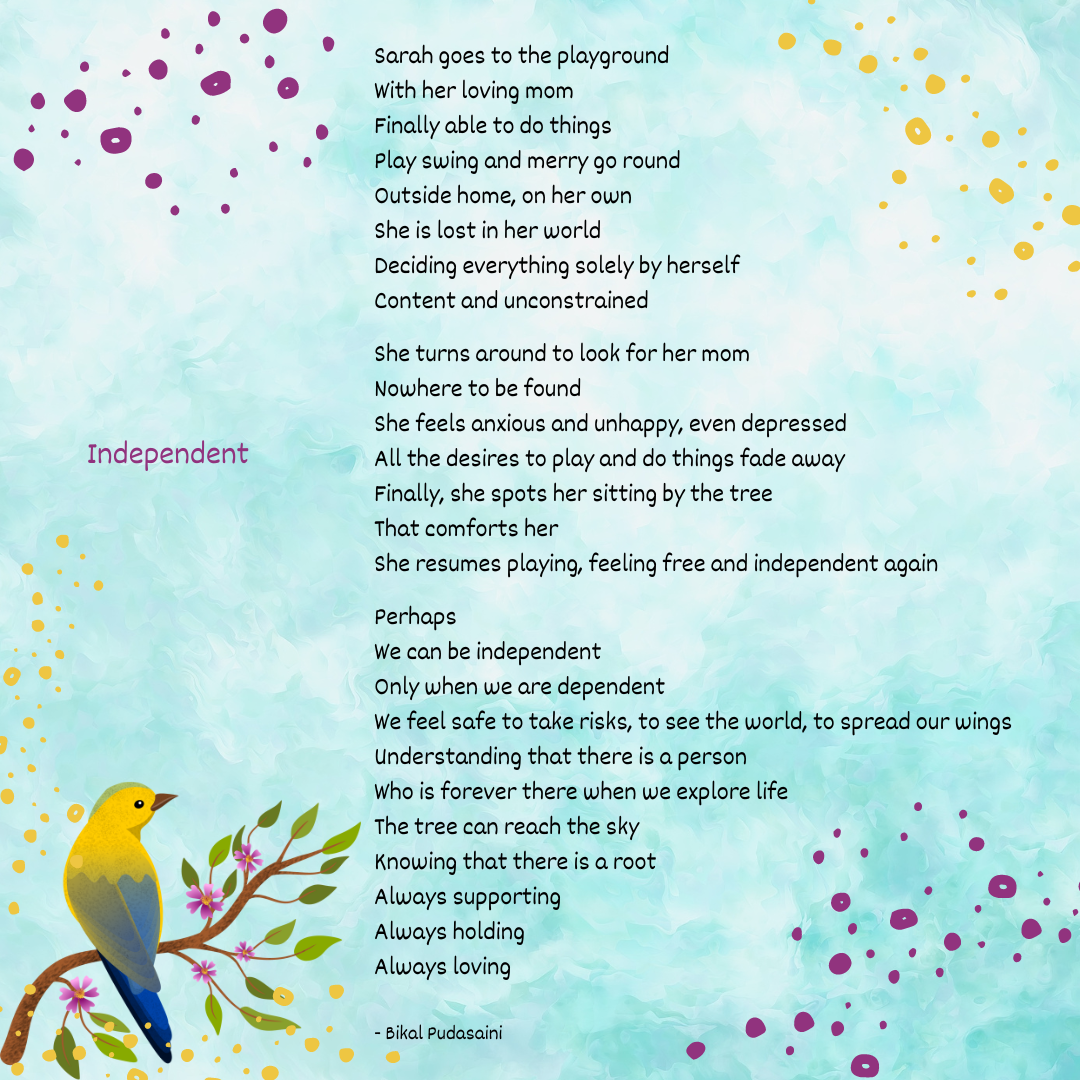 Independent
Sarah goes to the playground
With her loving mom
Finally able to do things
Play swing and merry go round
Outside home, on her own
She is lost in her world
Deciding everything solely by herself
Content and unconstrained
She turns around to look for her mom
Nowhere to be found
She feels anxious and unhappy, even depressed
All the desires to play and do things fade away
Finally, she spots her sitting by the tree
That comforts her
She resumes playing, feeling free and independent again
Perhaps
We can be independent
Only when we are dependent
We feel safe to take risks, to see the world, to spread our wings
Understanding that there is a person
Who is forever there when we explore life
The tree can reach the sky
Knowing that there is a root
Always supporting
Always holding
Always loving
- Bikal Pudasaini